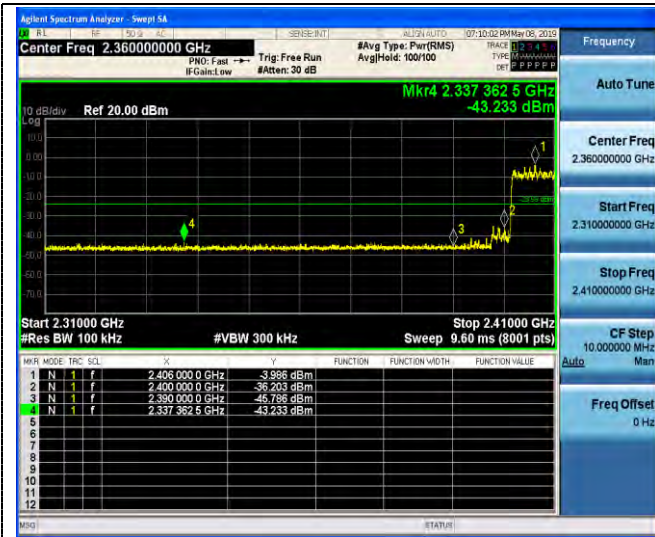 Agilent Spectrum Analyzer - Swept SA
RL RF 50 Ω AC SENSE:INT ALIGN AUTO 07:10:02 PM May 08, 2019
Center Freq 2.360000000 GHz
PNO: Fast
IFGain:Low
Trig: Free Run
#Atten: 30 dB
#Avg Type: Pwr(RMS)
Avg|Hold: 100/100
TRACE 1 2 3 4 5 6
TYPE
DET P P P P P P
Frequency
Auto Tune
Mkr4 2.337 362 5 GHz
-43.233 dBm
10 dB/div Ref 20.00 dBm
Log
10.0
0.00
-10.0
-20.0
-30.0
-40.0
-50.0
-60.0
-70.0
1
2
3
4
Center Freq
2.360000000 GHz
Start Freq
2.310000000 GHz
Stop Freq
2.410000000 GHz
Start 2.31000 GHz Stop 2.41000 GHz
#Res BW 100 kHz #VBW 300 kHz Sweep 9.60 ms (8001 pts)
CF Step
10.000000 MHz
Auto Man
Freq Offset
0 Hz
MKR MODE TRC SCL X Y FUNCTION FUNCTION WIDTH FUNCTION VALUE
1 N 1 f 2.406 000 0 GHz -3.986 dBm
2 N 1 f 2.400 000 0 GHz -36.203 dBm
3 N 1 f 2.390 000 0 GHz -45.786 dBm
4 N 1 f 2.337 362 5 GHz -43.233 dBm
5
6
7
8
9
10
11
12
MSG STATUS